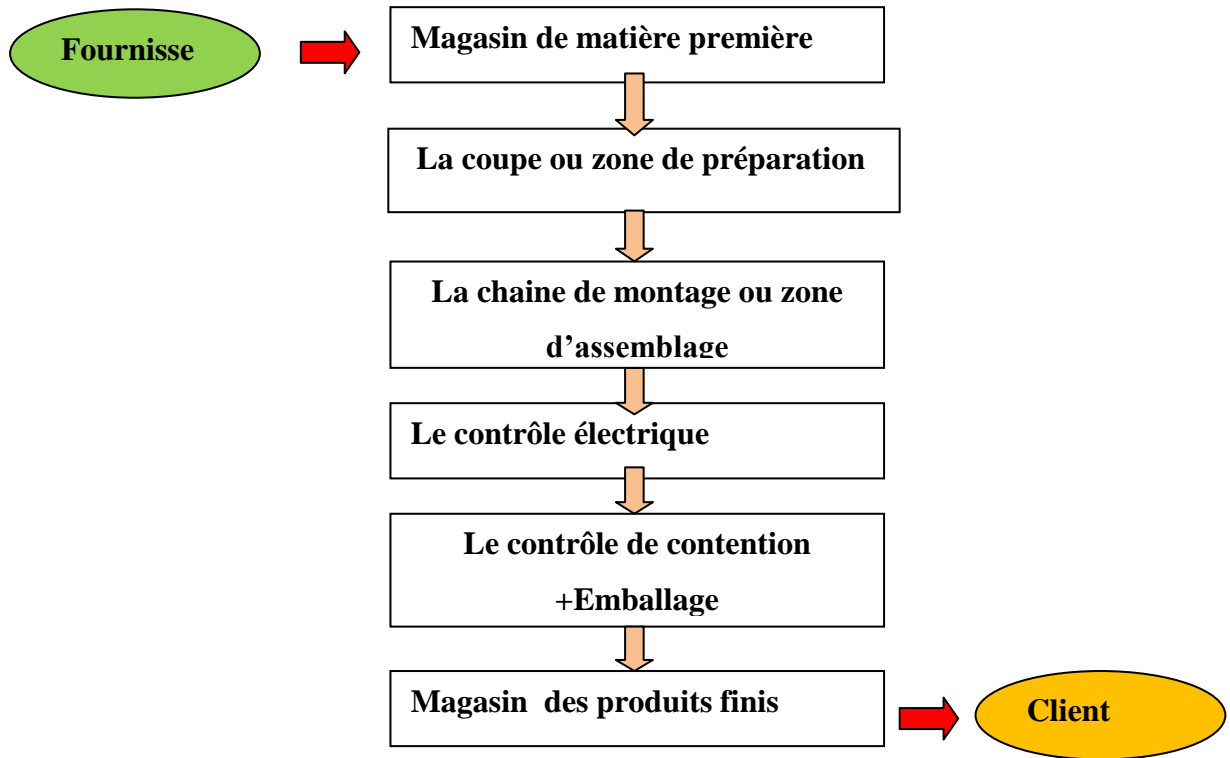 Fournisse
Magasin de matière première
La coupe ou zone de préparation
La chaine de montage ou zone
d’assemblage
Le contrôle électrique
Le contrôle de contention
+Emballage
Magasin des produits finis
Client